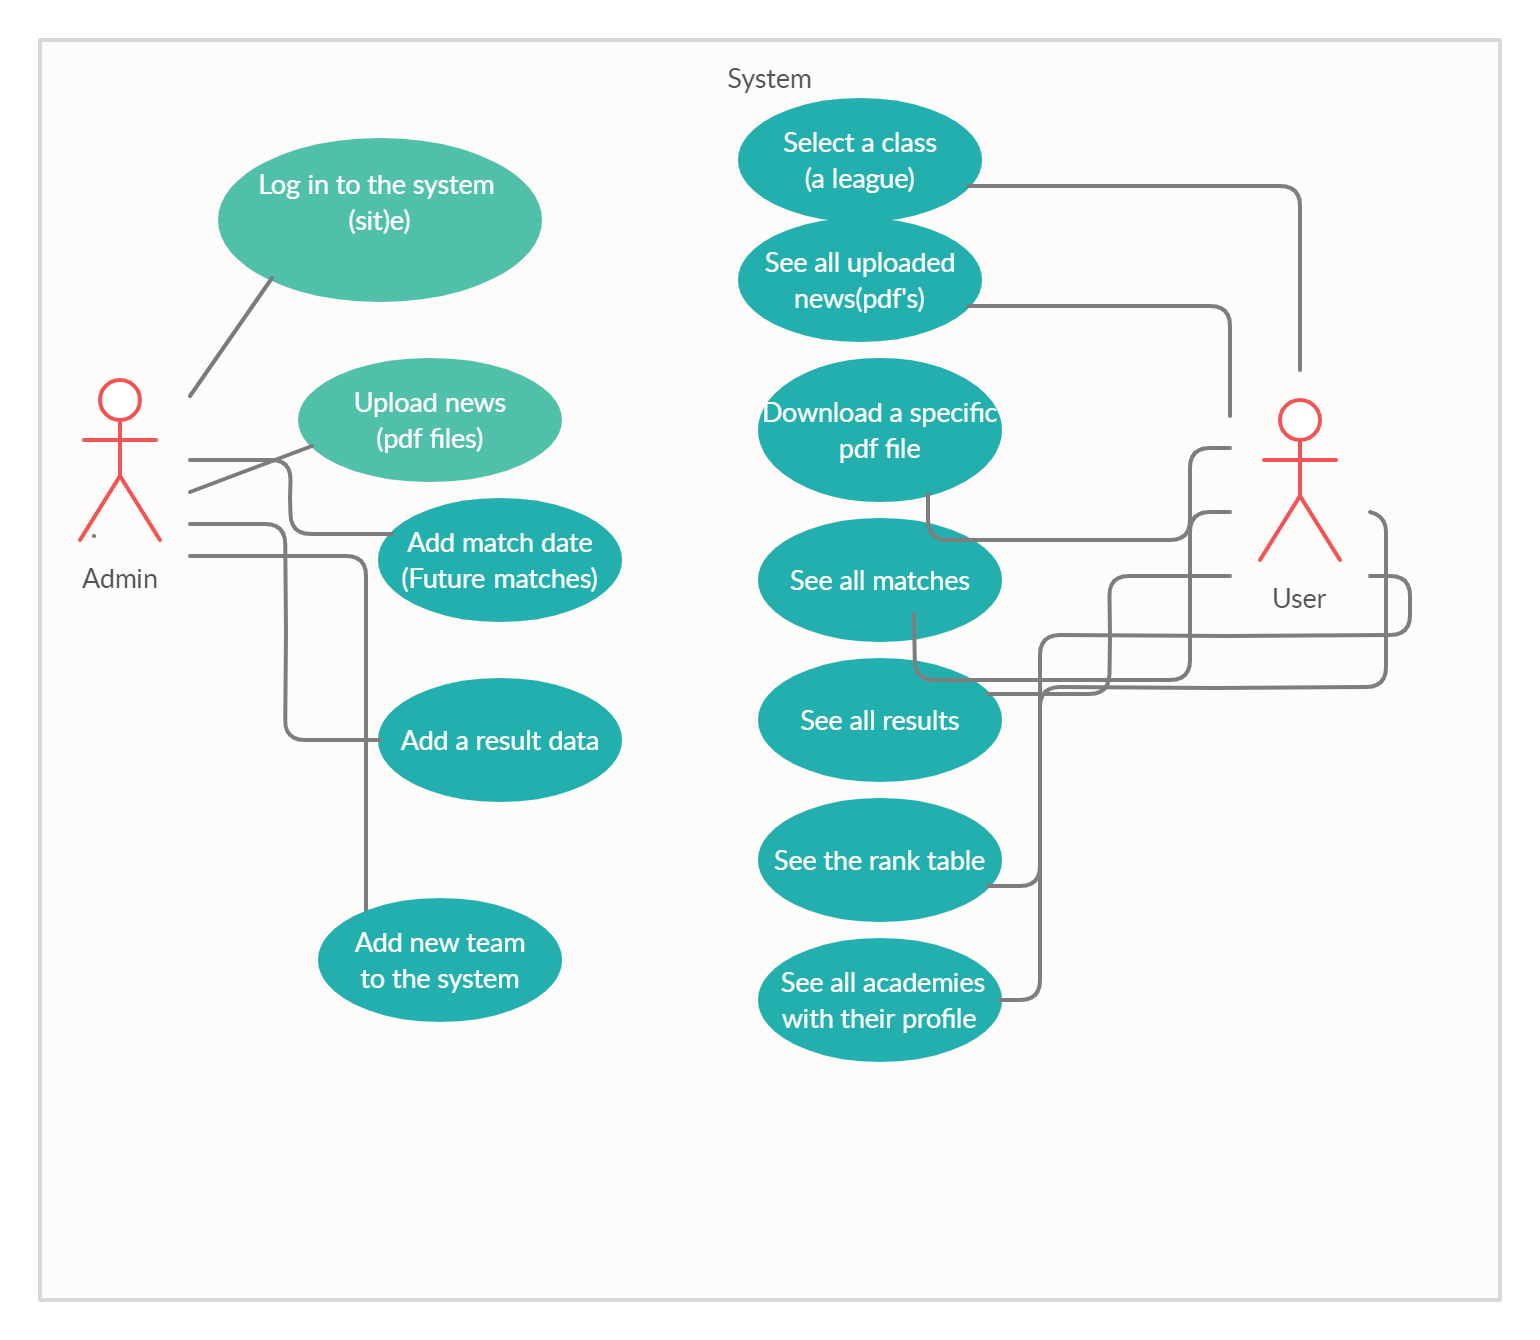 System
Log in to the system
(sit)e)
Upload news
(pdf files)
Add match date
(Future matches)
Add a result data
Add new team
to the system
Admin
Select a class
(a league)
See all uploaded
news(pdf's)
Download a specific
pdf file
See all matches
See all results
See the rank table
See all academies
with their profile
User